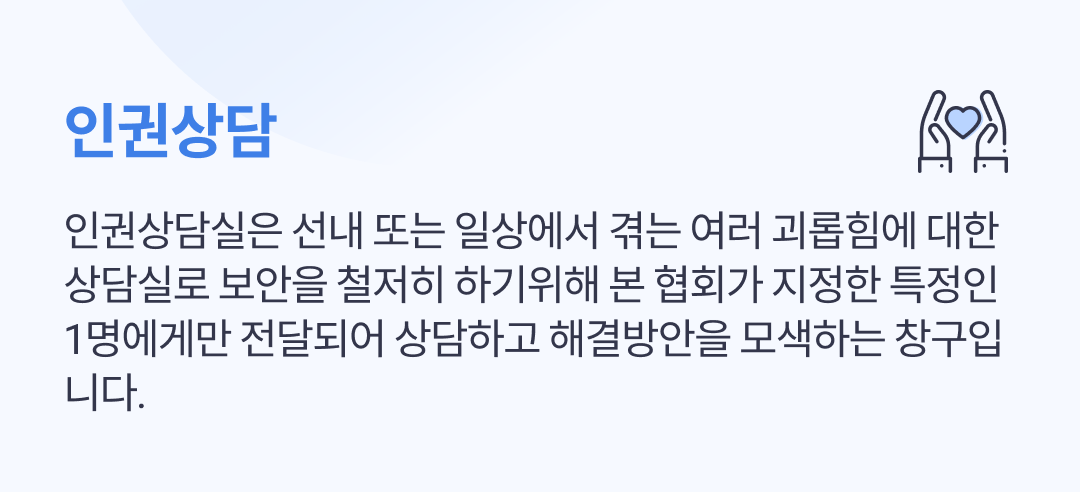 인권상담
인권상담실은 선내 또는 일상에서 겪는 여러 괴롭힘에 대한
상담실로 보안을 철저히 하기위해 본 협회가 지정한 특정인
1명에게만 전달되어 상담하고 해결방안을 모색하는 창구입
니다.